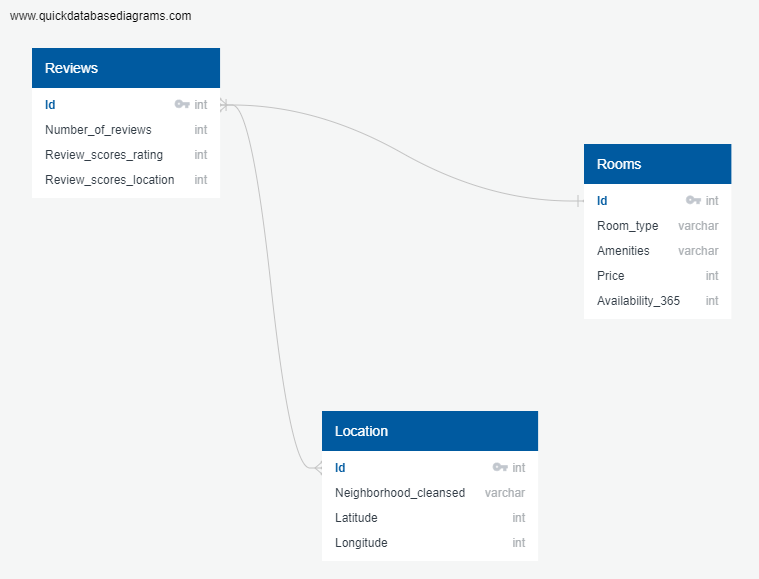 www.quickdatabasediagrams.com
Reviews
Id int
Number_of_reviews int
Review_scores_rating int
Review_scores_location int
Rooms
Id int
Room_type varchar
Amenities varchar
Price int
Availability_365 int
Location
Id int
Neighborhood_cleansed varchar
Latitude int
Longitude int